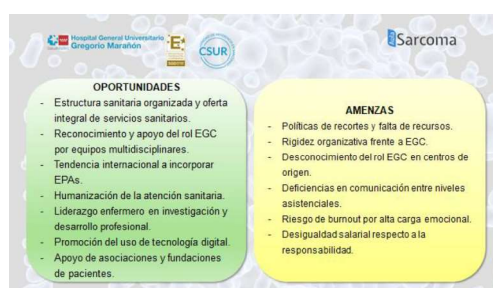 Hospital General Universitario
Gregorio Marañón
E
CSUR
Sarcoma
OPORTUNIDADES
- Estructura sanitaria organizada y oferta
integral de servicios sanitarios.
- Reconocimiento y apoyo del rol EGC
por equipos multidisciplinares.
- Tendencia internacional a incorporar
EPAs.
- Humanización de la atención sanitaria.
- Liderazgo enfermero en investigación y
desarrollo profesional.
- Promoción del uso de tecnología digital.
- Apoyo de asociaciones y fundaciones
de pacientes.
AMENZAS
- Políticas de recortes y falta de recursos.
- Rigidez organizativa frente a EGC.
- Desconocimiento del rol EGC en centros de
origen.
- Deficiencias en comunicación entre niveles
asistenciales.
- Riesgo de burnout por alta carga emocional.
- Desigualdad salarial respecto a la
responsabilidad.